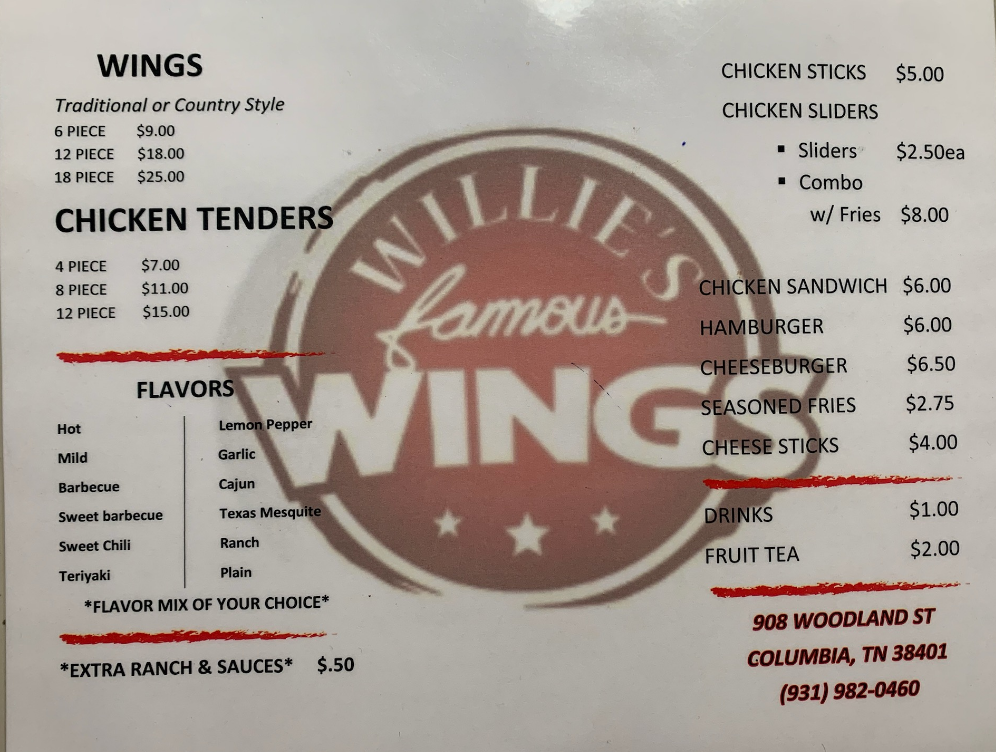 WINGS
Traditional or Country Style
6 PIECE $9.00
12 PIECE $18.00
18 PIECE $25.00
CHICKEN TENDERS
4 PIECE $7.00
8 PIECE $11.00
12 PIECE $15.00
FLAVORS
Hot
Mild
Barbecue
Sweet barbecue
Sweet Chili
Teriyaki
Lemon Pepper
Garlic
Cajun
Texas Mesquite
Ranch
Plain
*FLAVOR MIX OF YOUR CHOICE*
*EXTRA RANCH & SAUCES* $.50
WILLIE'S
famous
WINGS
CHICKEN STICKS $5.00
CHICKEN SLIDERS
▪ Sliders $2.50ea
▪ Combo
w/ Fries $8.00
CHICKEN SANDWICH $6.00
HAMBURGER $6.00
CHEESEBURGER $6.50
SEASONED FRIES $2.75
CHEESE STICKS $4.00
DRINKS $1.00
FRUIT TEA $2.00
908 WOODLAND ST
COLUMBIA, TN 38401
(931) 982-0460